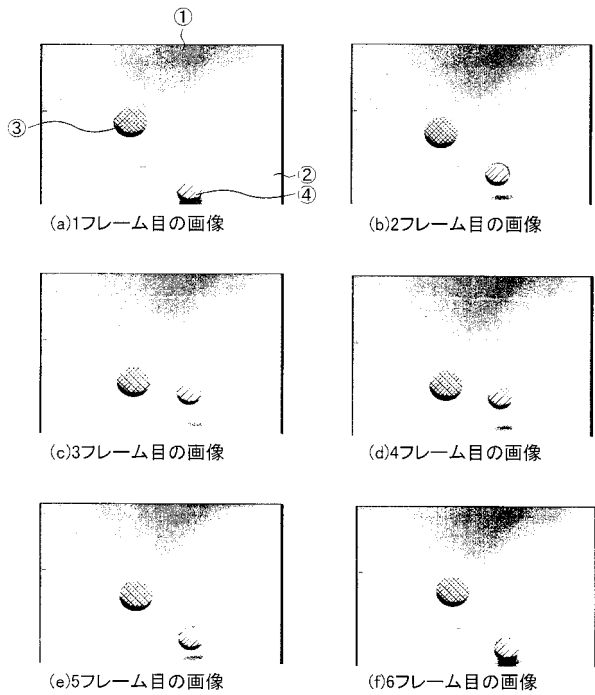 ①
③
②
④
(a)1フレーム目の画像
(b)2フレーム目の画像
(c)3フレーム目の画像
(d)4フレーム目の画像
(e)5フレーム目の画像
(f)6フレーム目の画像